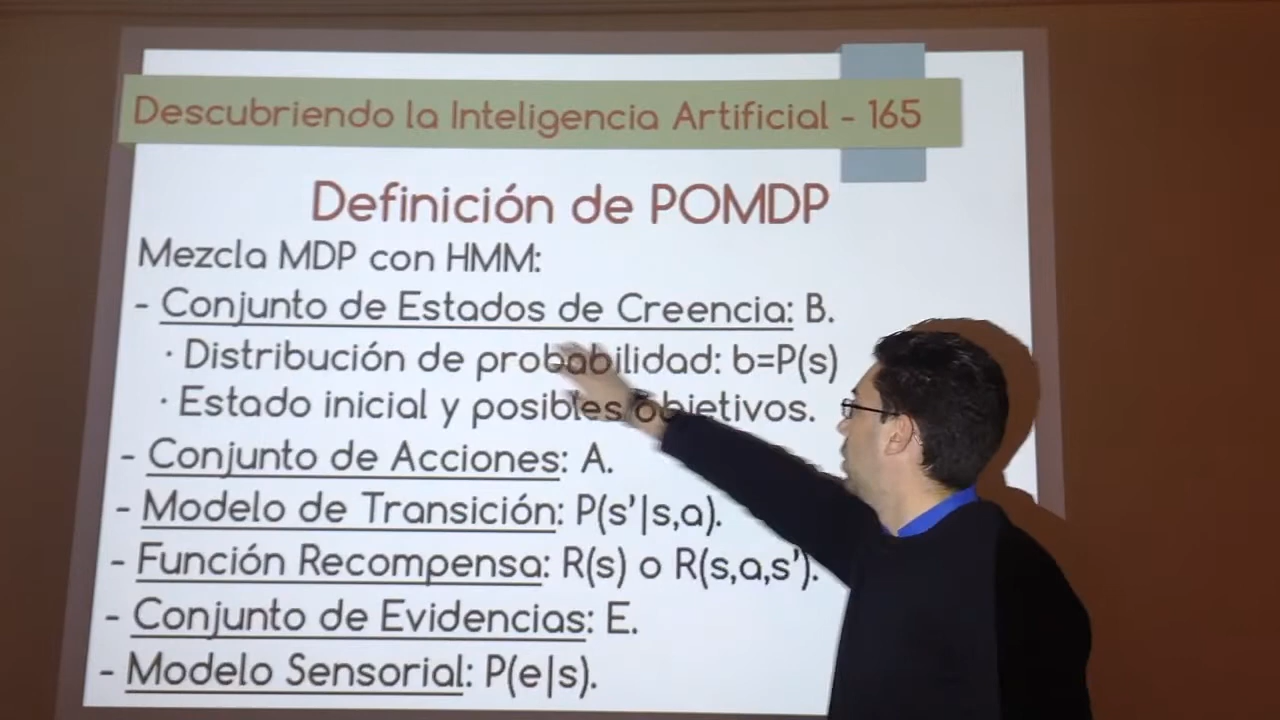 Descubriendo la Inteligencia Artificial - 165
Definición de POMDP
Mezcla MDP con HMM:
- Conjunto de Estados de Creencia: B.
· Distribución de probabilidad: b=P(s)
· Estado inicial y posibles objetivos.
- Conjunto de Acciones: A.
- Modelo de Transición: P(s'|s,a).
- Función Recompensa: R(s) o R(s,a,s').
- Conjunto de Evidencias: E.
- Modelo Sensorial: P(e|s).